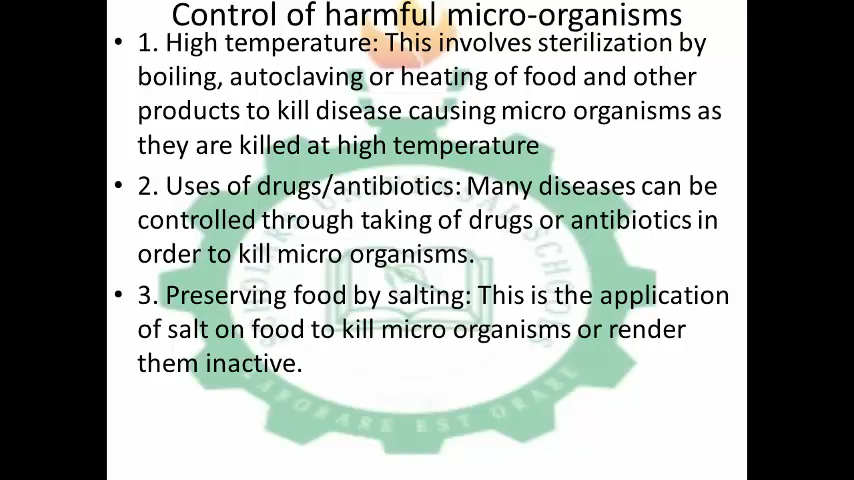 Control of harmful micro-organisms
• 1. High temperature: This involves sterilization by
boiling, autoclaving or heating of food and other
products to kill disease causing micro organisms as
they are killed at high temperature
• 2. Uses of drugs/antibiotics: Many diseases can be
controlled through taking of drugs or antibiotics in
order to kill micro organisms.
• 3. Preserving food by salting: This is the application
of salt on food to kill micro organisms or render
them inactive.
LABORARE EST ORARE